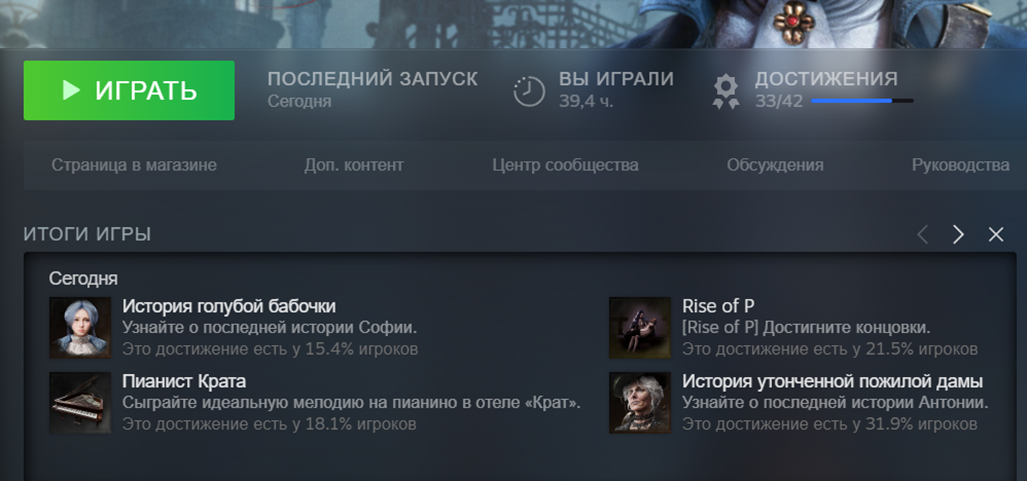 ИГРАТЬ
ПОСЛЕДНИЙ ЗАПУСК
Сегодня
ВЫ ИГРАЛИ
39,4 ч.
ДОСТИЖЕНИЯ
33/42
Страница в магазине Доп. контент Центр сообщества Обсуждения Руководства
ИТОГИ ИГРЫ
Сегодня
История голубой бабочки
Узнайте о последней истории Софии.
Это достижение есть у 15.4% игроков
Rise of P
[Rise of P] Достигните концовки.
Это достижение есть у 21.5% игроков
Пианист Крата
Сыграйте идеальную мелодию на пианино в отеле «Крат».
Это достижение есть у 18.1% игроков
История утонченной пожилой дамы
Узнайте о последней истории Антонии.
Это достижение есть у 31.9% игроков